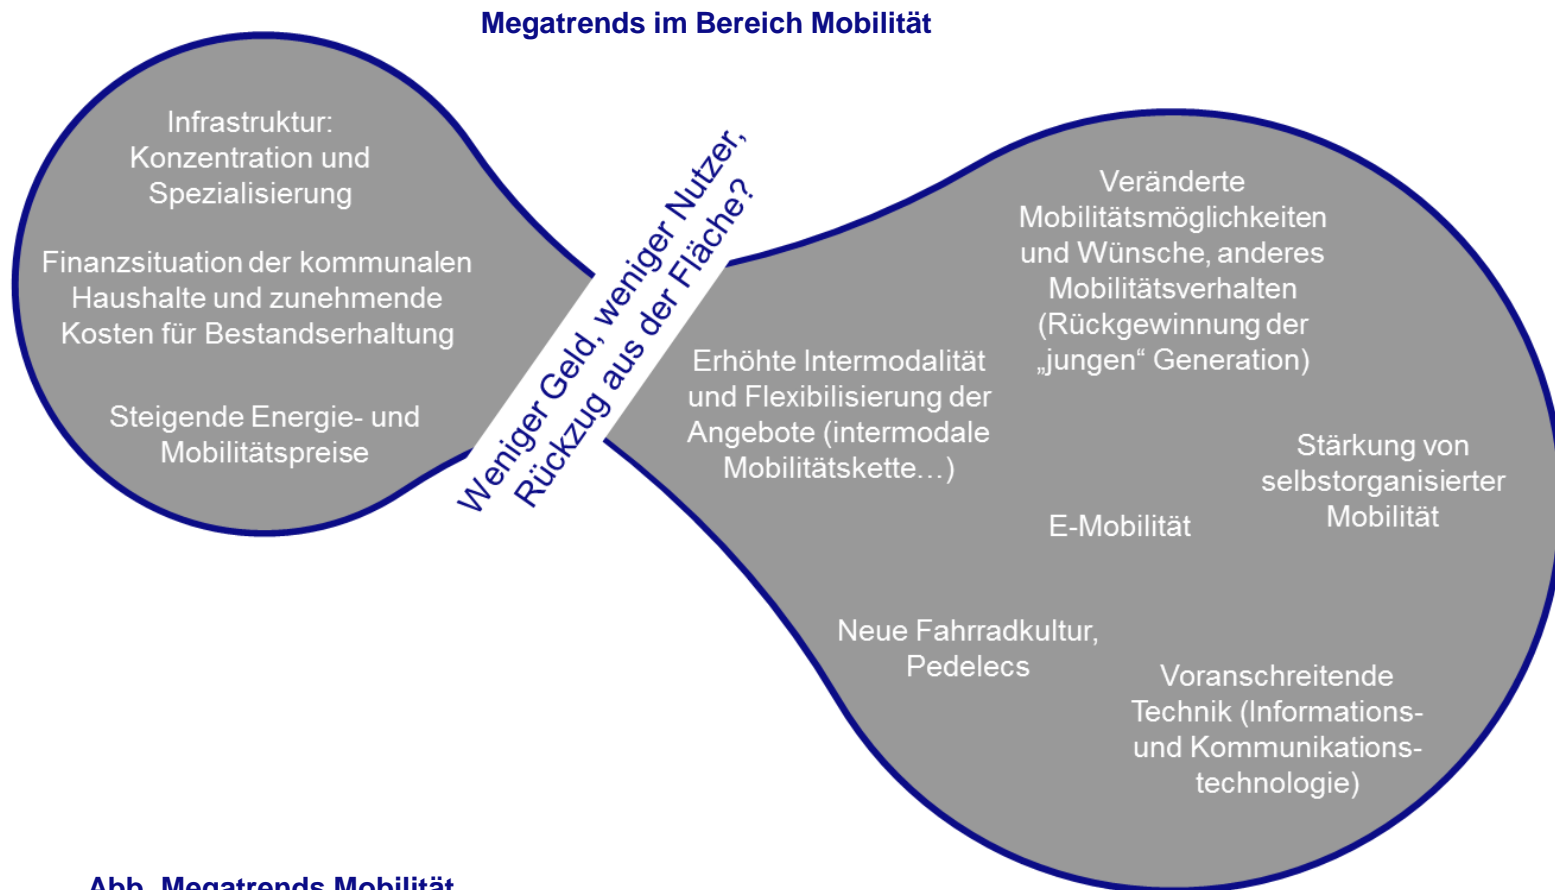 Megatrends im Bereich Mobilität
Infrastruktur:
Konzentration und
Spezialisierung
Finanzsituation der kommunalen
Haushalte und zunehmende
Kosten für Bestandserhaltung
Steigende Energie- und
Mobilitätspreise
Weniger Geld, weniger Nutzer,
Rückzug aus der Fläche?
Veränderte
Mobilitätsmöglichkeiten
und Wünsche, anderes
Mobilitätsverhalten
(Rückgewinnung der
„jungen“ Generation)
Erhöhte Intermodalität
und Flexibilisierung der
Angebote (intermodale
Mobilitätskette…)
Stärkung von
selbstorganisierter
Mobilität
E-Mobilität
Neue Fahrradkultur,
Pedelecs
Voranschreitende
Technik (Informations-
und Kommunikations-
technologie)
Abb. Megatrends Mobilität